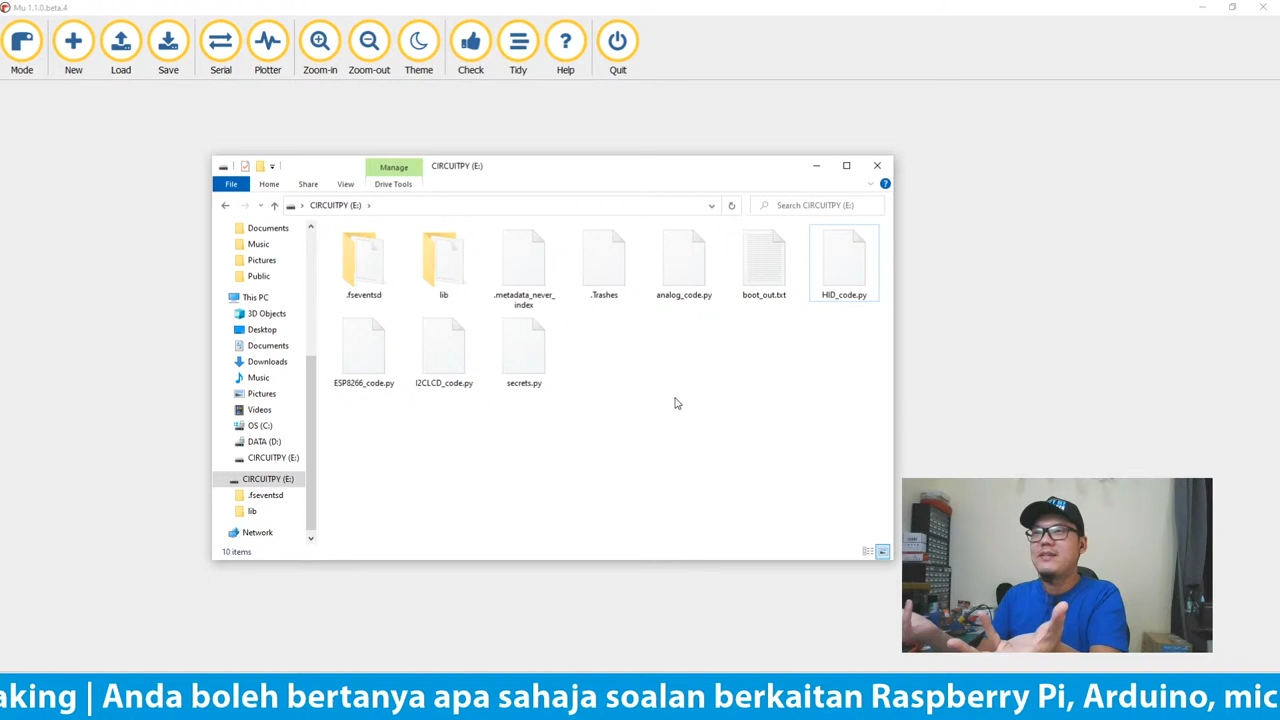 Mu 1.1.0.beta.4
Mode New Load Save Serial Plotter Zoom-in Zoom-out Theme Check Tidy Help Quit
Manage CIRCUITPY (E:)
File Home Share View Drive Tools
CIRCUITPY (E:) Search CIRCUITPY (E:)
Documents
Music
Pictures
Public
This PC
3D Objects
Desktop
Documents
Downloads
Music
Pictures
Videos
OS (C:)
DATA (D:)
CIRCUITPY (E:)
CIRCUITPY (E:)
.fseventsd
lib
Network
.fseventsd lib .metadata_never_ .Trashes analog_code.py boot_out.txt HID_code.py
index
ESP8266_code.py I2CLCD_code.py secrets.py
10 items
aking | Anda boleh bertanya apa sahaja soalan berkaitan Raspberry Pi, Arduino, mic